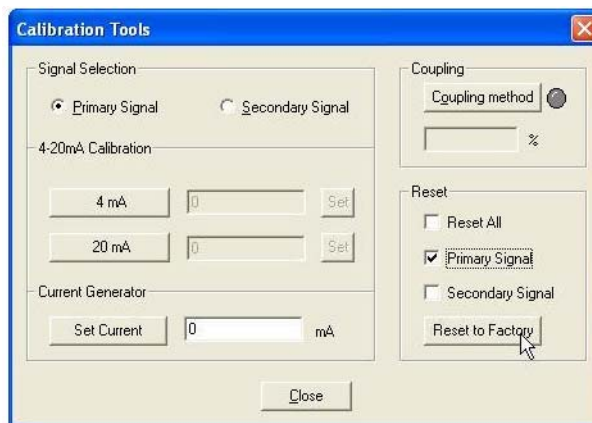 Calibration Tools
Signal Selection
Primary Signal
Secondary Signal
4-20mA Calibration
4 mA
0
Set
20 mA
0
Set
Current Generator
Set Current
0
mA
Coupling
Coupling method
%
Reset
Reset All
Primary Signal
Secondary Signal
Reset to Factory
Close